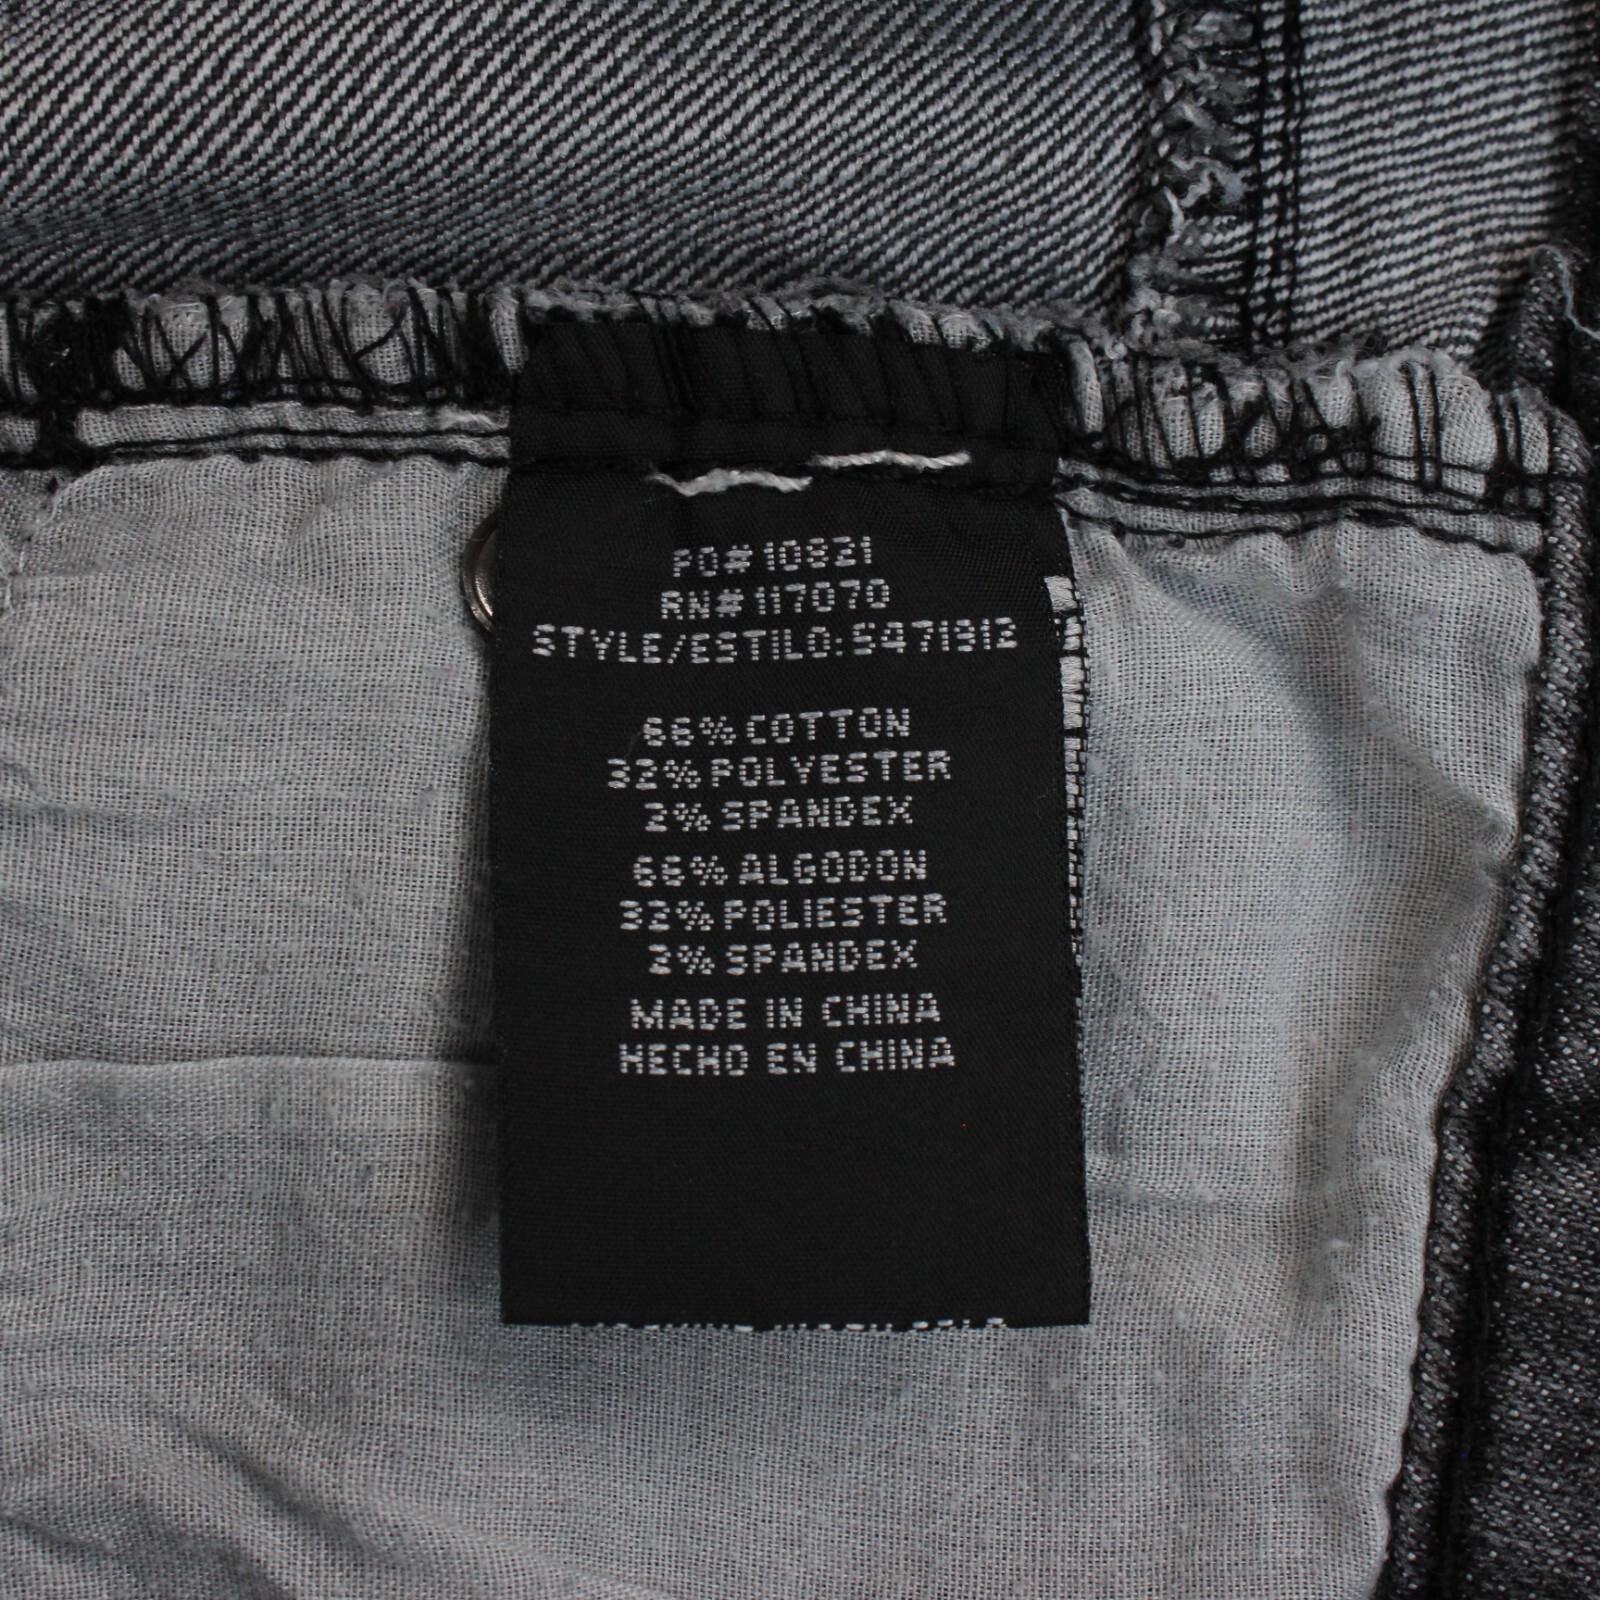 PO#10821
RN#117070
STYLE/ESTILO:5471912
66%COTTON
32%POLYESTER
2%SPANDEX
66%ALGODON
32%POLIESTER
2%SPANDEX
MADE IN CHINA
HECHO EN CHINA